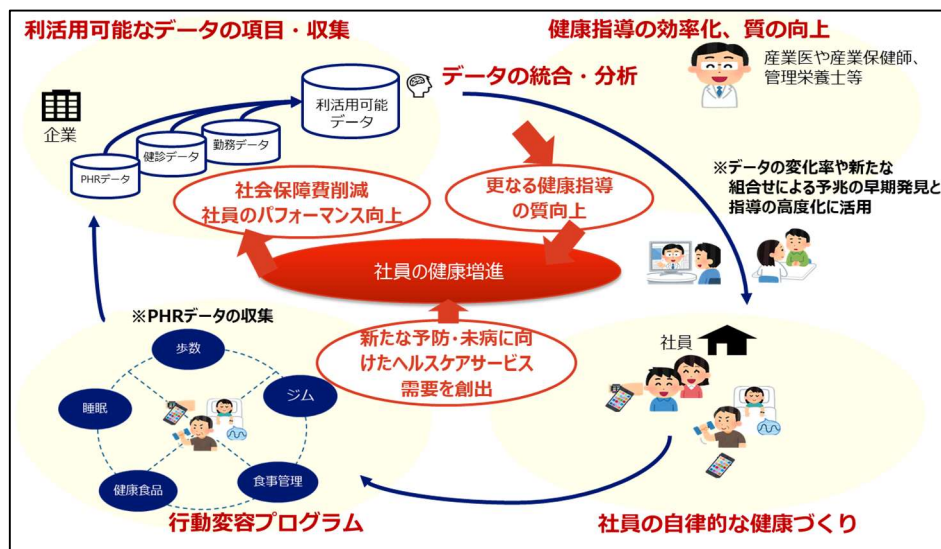 利活用可能なデータの項目・収集
健康指導の効率化、質の向上
産業医や産業保健師、
管理栄養士等
データの統合・分析
企業
利活用可能
データ
勤務データ
健診データ
PHRデータ
社会保障費削減
社員のパフォーマンス向上
更なる健康指導
の質向上
※データの変化率や新たな
組合せによる予兆の早期発見と
指導の高度化に活用
社員の健康増進
※PHRデータの収集
新たな予防・未病に向
けたヘルスケアサービス
需要を創出
社員
歩数
ジム
睡眠
食事管理
健康食品
行動変容プログラム
社員の自律的な健康づくり